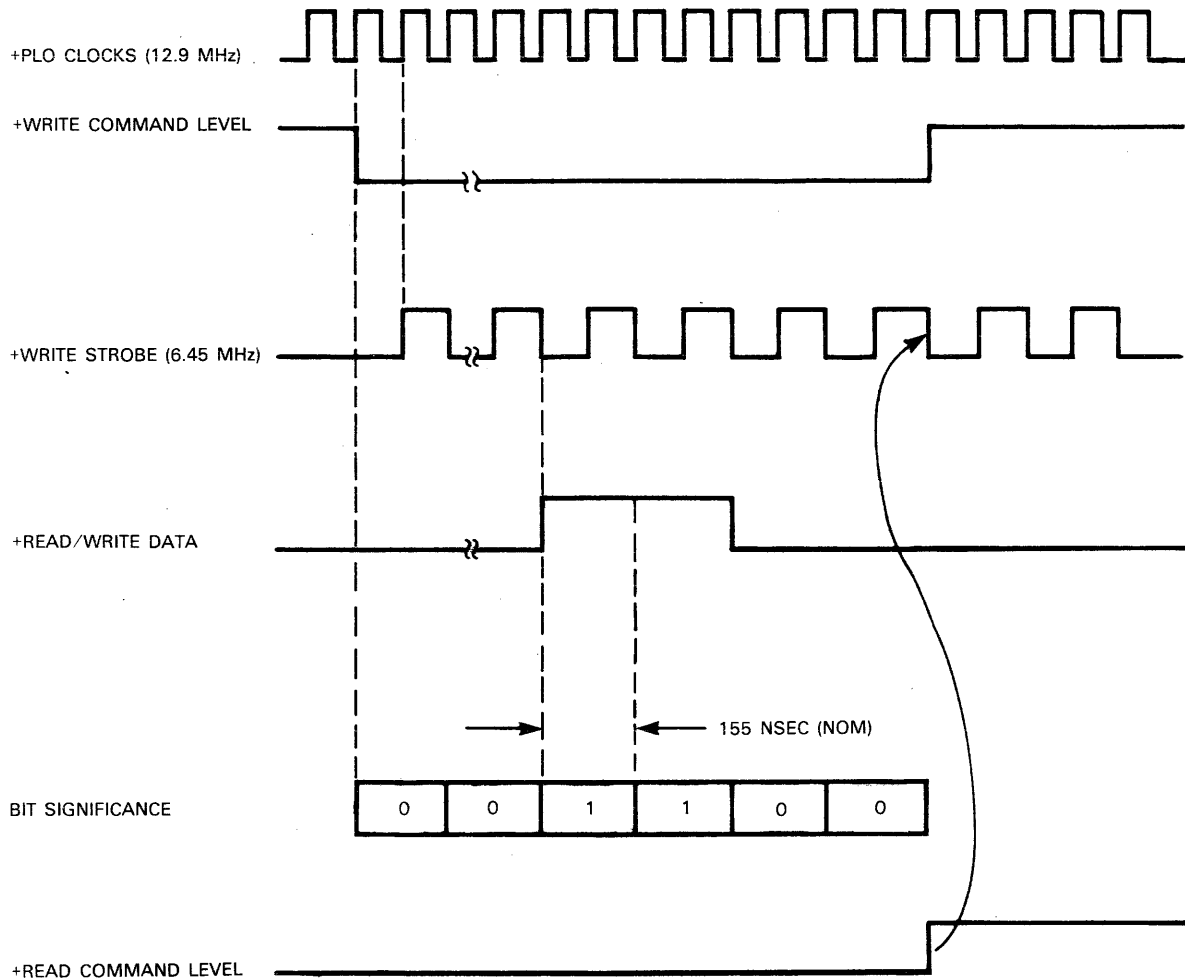 +PLO CLOCKS (12.9 MHz)
+WRITE COMMAND LEVEL
+WRITE STROBE (6.45 MHz)
+READ/WRITE DATA
155 NSEC (NOM)
BIT SIGNIFICANCE
0 0 1 1 0 0
+READ COMMAND LEVEL